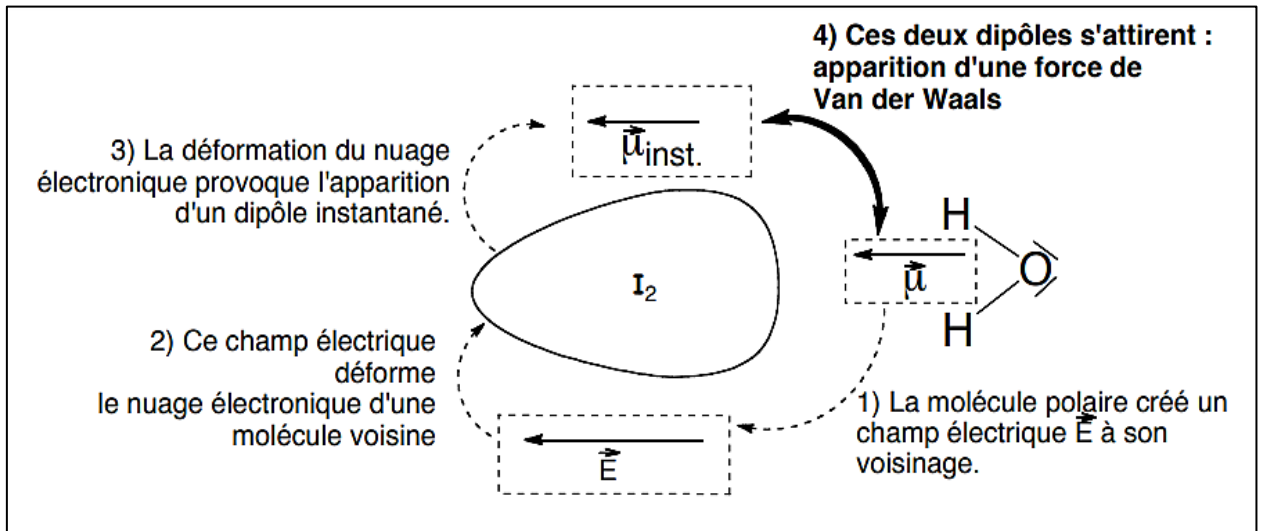 4) Ces deux dipôles s'attirent :
apparition d'une force de
Van der Waals
μ inst.
3) La déformation du nuage
électronique provoque l'apparition
d'un dipôle instantané.
H
I₂
μ
O
H
2) Ce champ électrique
déforme
le nuage électronique d'une
molécule voisine
1) La molécule polaire créé un
champ électrique E à son
voisinage.
E